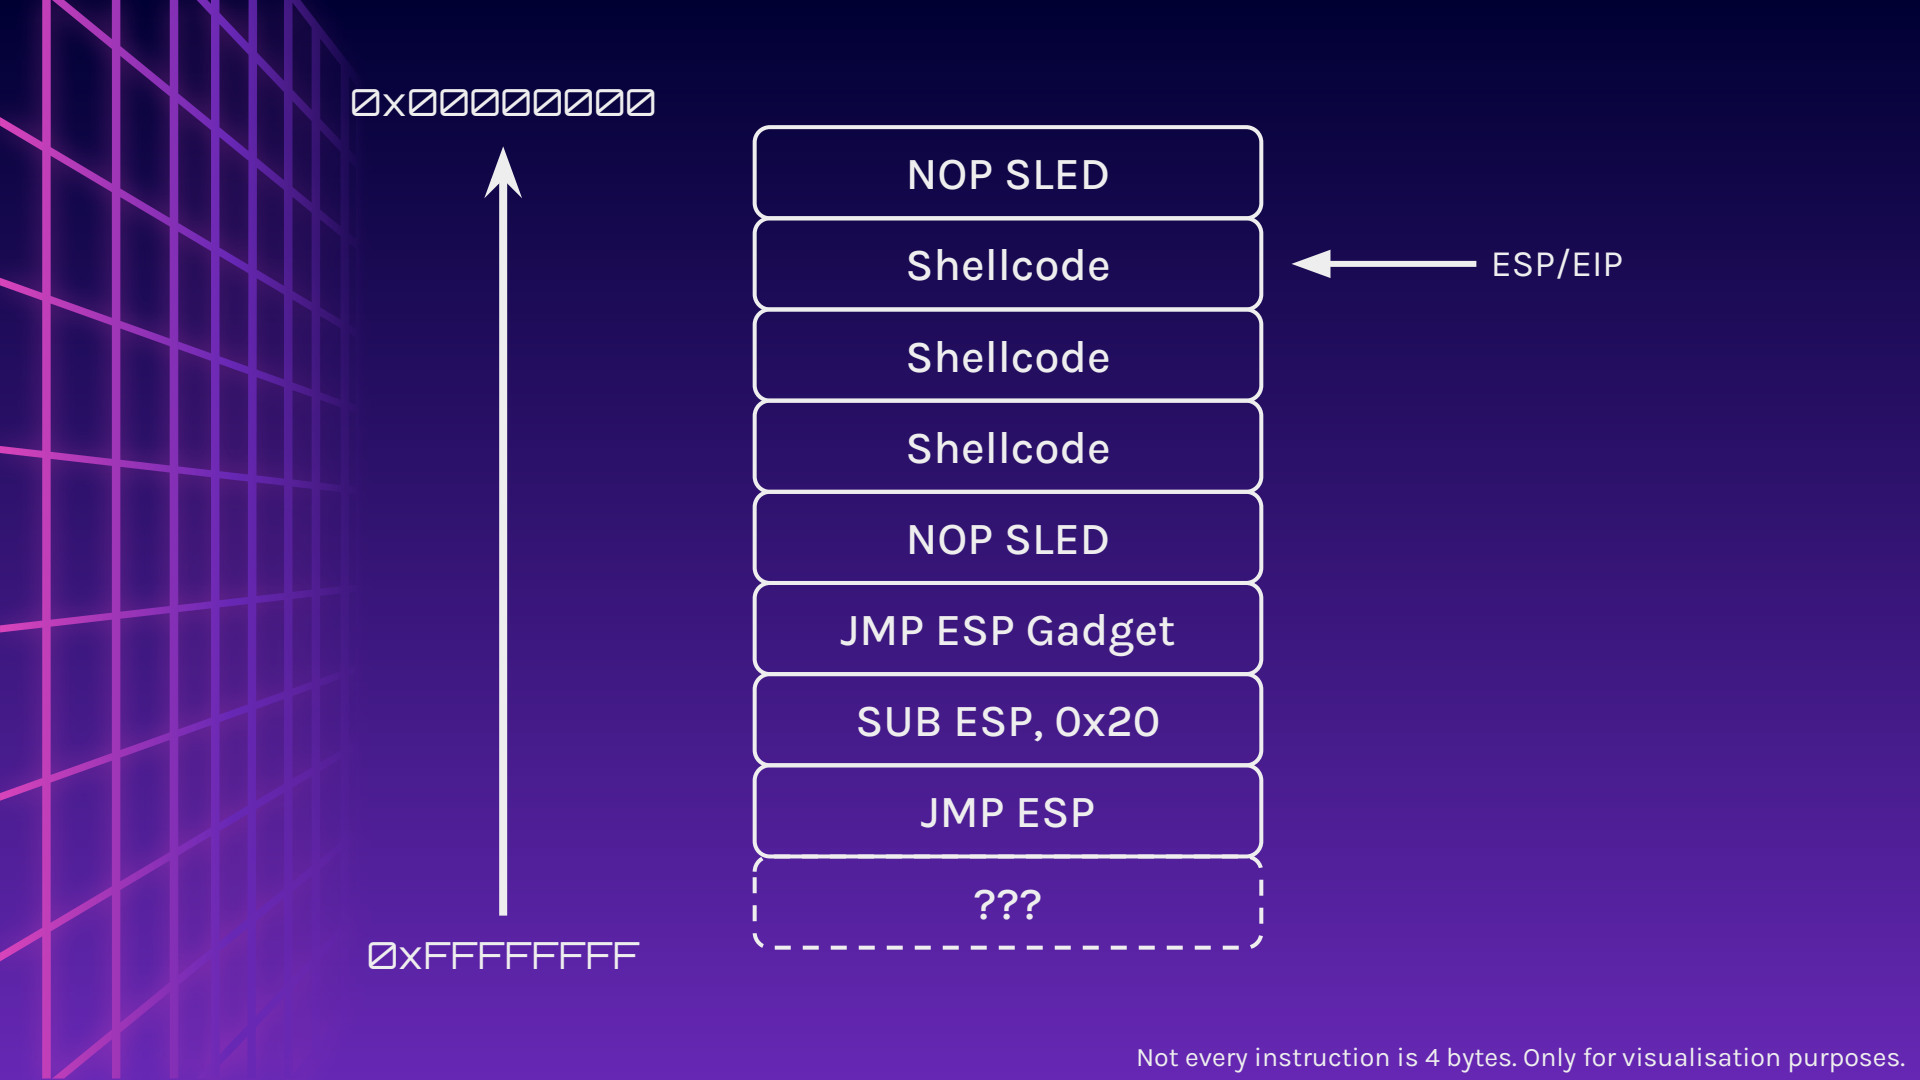 0x00000000
NOP SLED
Shellcode
ESP/EIP
Shellcode
Shellcode
NOP SLED
JMP ESP Gadget
SUB ESP, 0x20
JMP ESP
???
0xFFFFFFFF
Not every instruction is 4 bytes. Only for visualisation purposes.